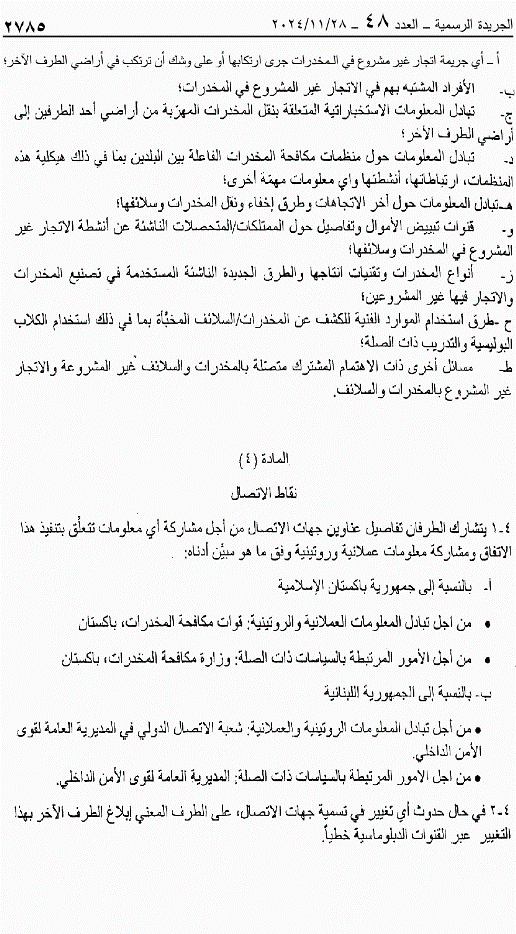 الجريدة الرسمية ــ العدد ٤٨ ــ ٢٠٢٤/١١/٢٨ ٢٧٨٥
أ ـ أي جريمة اتجار غير مشروع في المخدرات جرى ارتكابها أو على وشك أن ترتكب في أراضي الطرف الآخر؛
ب- الأفراد المشتبه بهم في الاتجار غير المشروع في المخدرات؛
ج- تبادل المعلومات الاستخباراتية المتعلقة بنقل المخدرات المهرّبة من أراضي أحد الطرفين إلى
أراضي الطرف الآخر؛
د- تبادل المعلومات حول منظمات مكافحة المخدرات الفاعلة بين البلدين بما في ذلك هيكلية هذه
المنظمات، ارتباطاتها، أنشطتها واي معلومات مهمّة أخرى؛
هـ-تبادل المعلومات حول آخر الاتجاهات وطرق إخفاء ونقل المخدرات وسلائفها؛
و- قنوات تبييض الأموال وتفاصيل حول الممتلكات/المتحصلات الناشئة عن أنشطة الاتجار غير
المشروع في المخدرات وسلائفها؛
ز- أنواع المخدرات وتقنيات انتاجها والطرق الجديدة الناشئة المستخدمة في تصنيع المخدرات
والاتجار فيها غير المشروعين؛
ح -طرق استخدام الموارد الفنية للكشف عن المخدرات/السلائف المخبّأة بما في ذلك استخدام الكلاب
البوليسية والتدريب ذات الصلة؛
ط- مسائل أخرى ذات الاهتمام المشترك متصلة بالمخدرات والسلائف غير المشروعة والاتجار
غير المشروع بالمخدرات والسلائف.
المادة (٤)
نقاط الاتصال
٤-١ يتشارك الطرفان تفاصيل عناوين جهات الاتصال من أجل مشاركة أي معلومات تتعلّق بتنفيذ هذا
الاتفاق ومشاركة معلومات عملانية وروتينية وفق ما هو مبيّن أدناه:
أ- بالنسبة إلى جمهورية باكستان الإسلامية
• من اجل تبادل المعلومات العملانية والروتينية: قوات مكافحة المخدرات، باكستان
• من أجل الأمور المرتبطة بالسياسات ذات الصلة: وزارة مكافحة المخدرات، باكستان
ب- بالنسبة إلى الجمهورية اللبنانية
• من أجل تبادل المعلومات الروتينية والعملانية: شعبة الاتصال الدولي في المديرية العامة لقوى
الأمن الداخلي.
• من اجل الامور المرتبطة بالسياسات ذات الصلة: المديرية العامة لقوى الأمن الداخلي.
٤-٢ في حال حدوث أي تغيير في تسمية جهات الاتصال، على الطرف المعني إبلاغ الطرف الآخر بهذا
التغيير عبر القنوات الدبلوماسية خطياً.